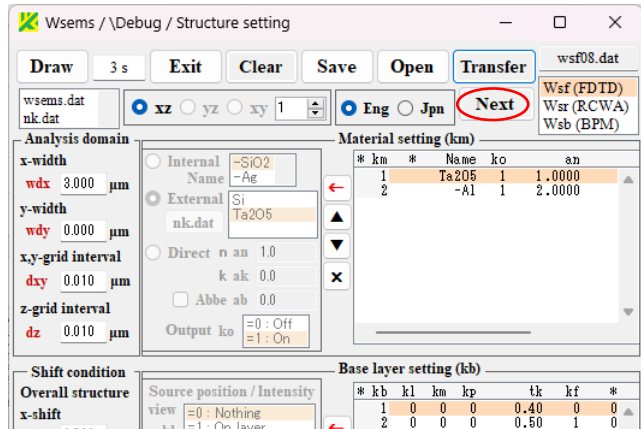 Wsems / \Debug / Structure setting
Draw 3 s Exit Clear Save Open Transfer wsf08.dat
wsems.dat
nk.dat
xz yz xy 1 Eng Jpn Next
Wsf (FDTD)
Wsr (RCWA)
Wsb (BPM)
Analysis domain
x-width
wdx 3.000 μm
y-width
wdy 0.000 μm
x,y-grid interval
dxy 0.010 μm
z-grid interval
dz 0.010 μm
Internal Name
-SiO2
-Ag
External
nk.dat
Si
Ta2O5
Direct n an 1.0
k ak 0.0
Abbe ab 0.0
Output ko
=0 : Off
=1 : On
Material setting (km)
* km * Name ko an
1 Ta2O5 1 1.0000
2 -Al 1 2.0000
Shift condition
Overall structure
x-shift
Source position / Intensity
view
=0 : Nothing
=1 : On layer
Base layer setting (kb)
* kb kl km kp tk kf *
1 0 0 0 0.40 0 0
2 0 0 0 0.50 1 0